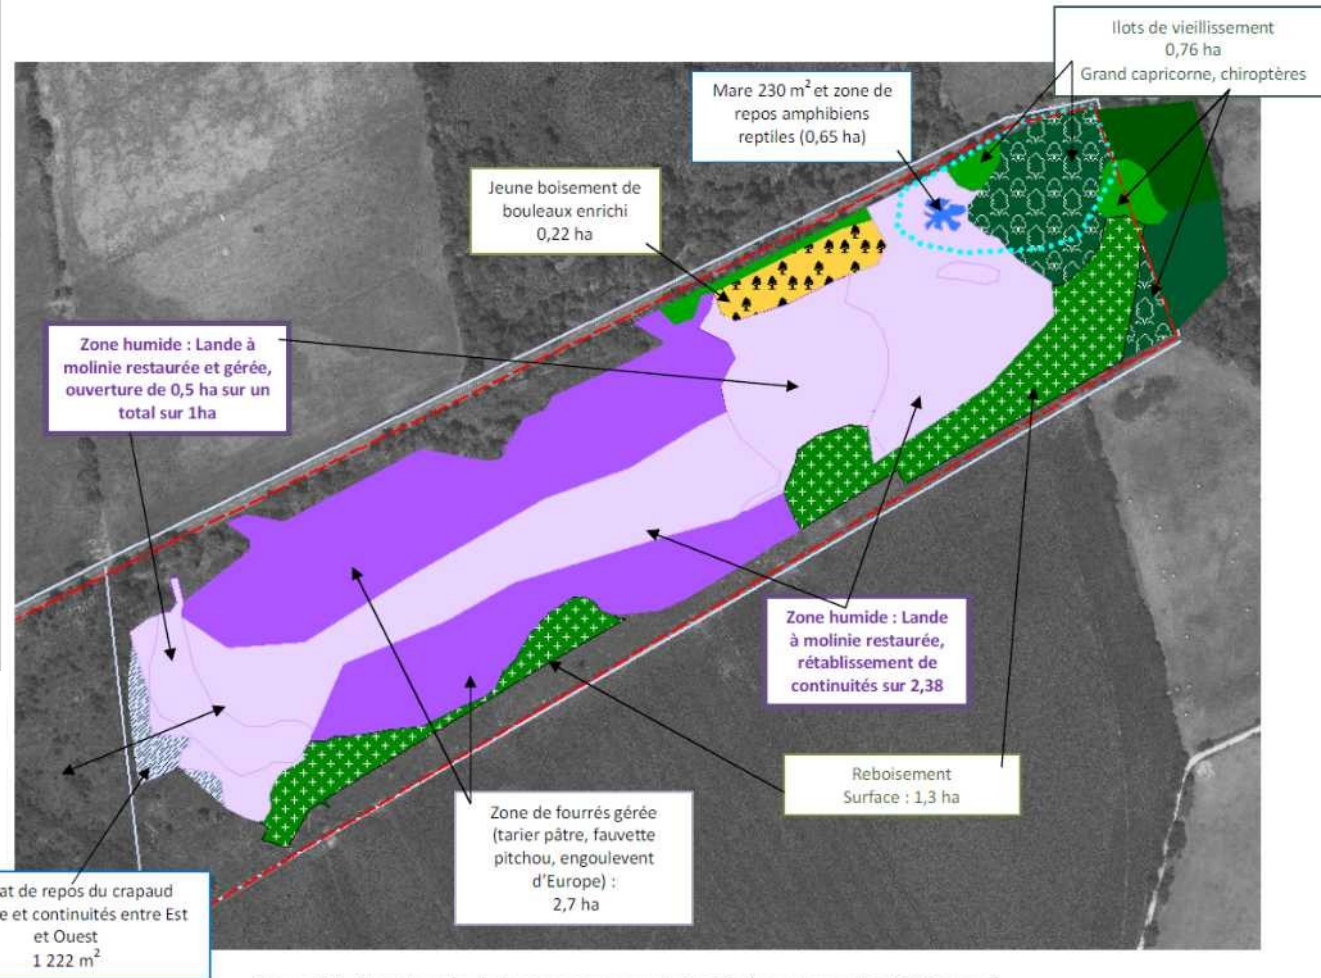 Ilots de vieillissement
0,76 ha
Grand capricorne, chiroptères
Mare 230 m² et zone de
repos amphibiens
reptiles (0,65 ha)
Jeune boisement de
bouleaux enrichi
0,22 ha
Zone humide : Lande à
molinie restaurée et gérée,
ouverture de 0,5 ha sur un
total sur 1ha
Zone humide : Lande
à molinie restaurée,
rétablissement de
continuités sur 2,38
Reboisement
Surface : 1,3 ha
Zone de fourrés gérée
(tarier pâtre, fauvette
pitchou, engoulevent
d'Europe) :
2,7 ha
at de repos du crapaud
e et continuités entre Est
et Ouest
1 222 m²